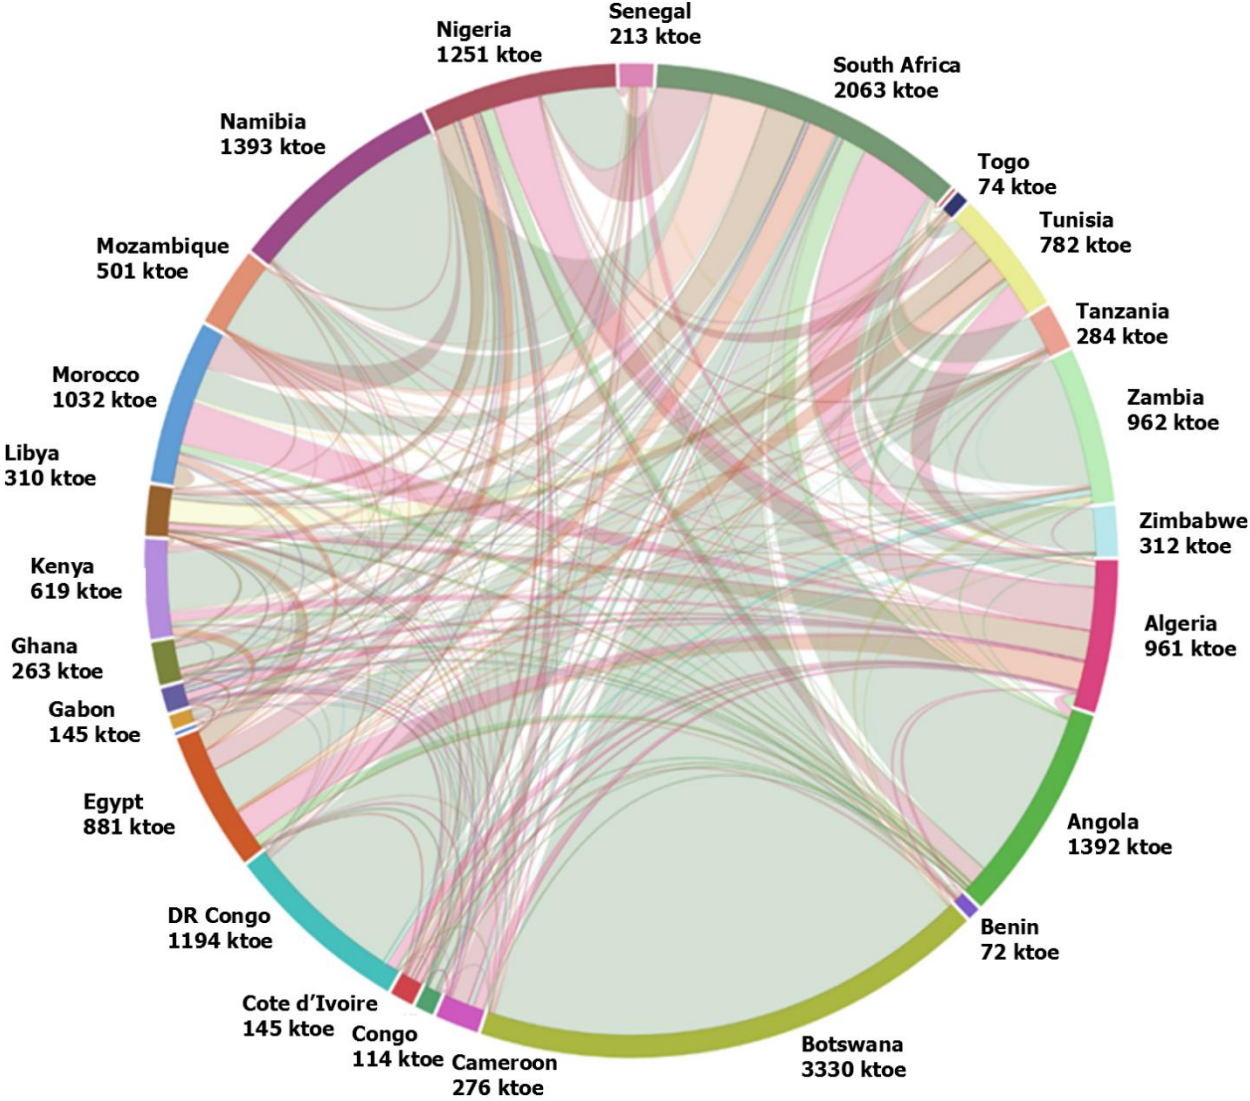 Senegal
213 ktoe
Nigeria
1251 ktoe
South Africa
2063 ktoe
Namibia
1393 ktoe
Togo
74 ktoe
Tunisia
782 ktoe
Mozambique
501 ktoe
Tanzania
284 ktoe
Morocco
1032 ktoe
Zambia
962 ktoe
Libya
310 ktoe
Zimbabwe
312 ktoe
Kenya
619 ktoe
Algeria
961 ktoe
Ghana
263 ktoe
Gabon
145 ktoe
Egypt
881 ktoe
Angola
1392 ktoe
DR Congo
1194 ktoe
Benin
72 ktoe
Cote d’Ivoire
145 ktoe
Congo
114 ktoe
Cameroon
276 ktoe
Botswana
3330 ktoe